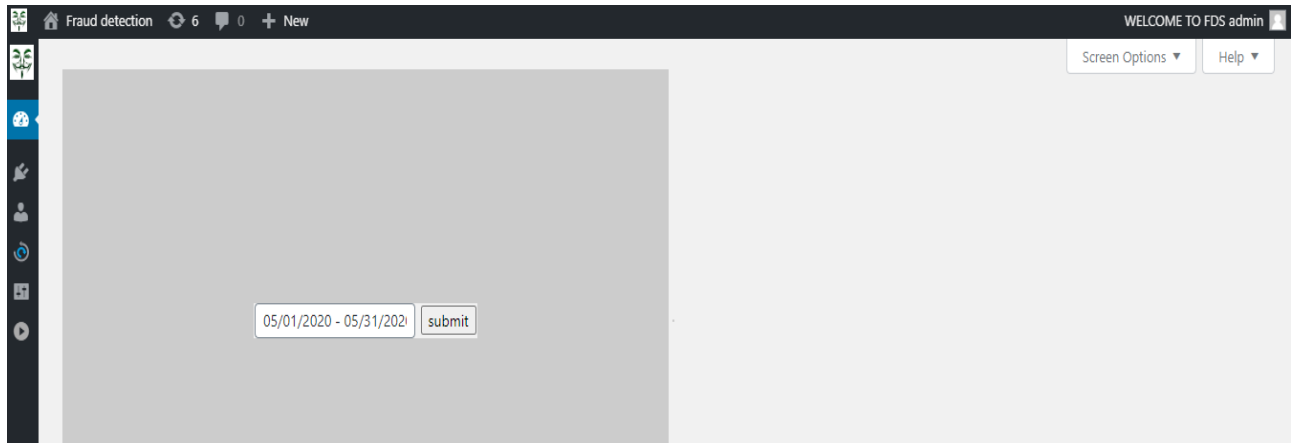 Fraud detection 6 0 + New WELCOME TO FDS admin
Screen Options ▼ Help ▼
05/01/2020 - 05/31/202 submit